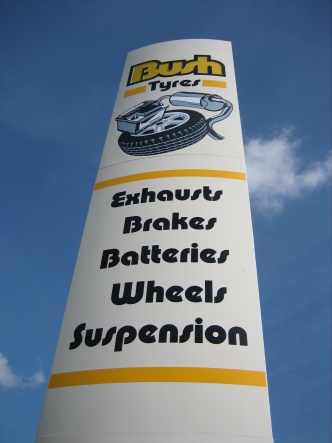 Bush
Tyres
Exhausts
Brakes
Batteries
Wheels
Suspension